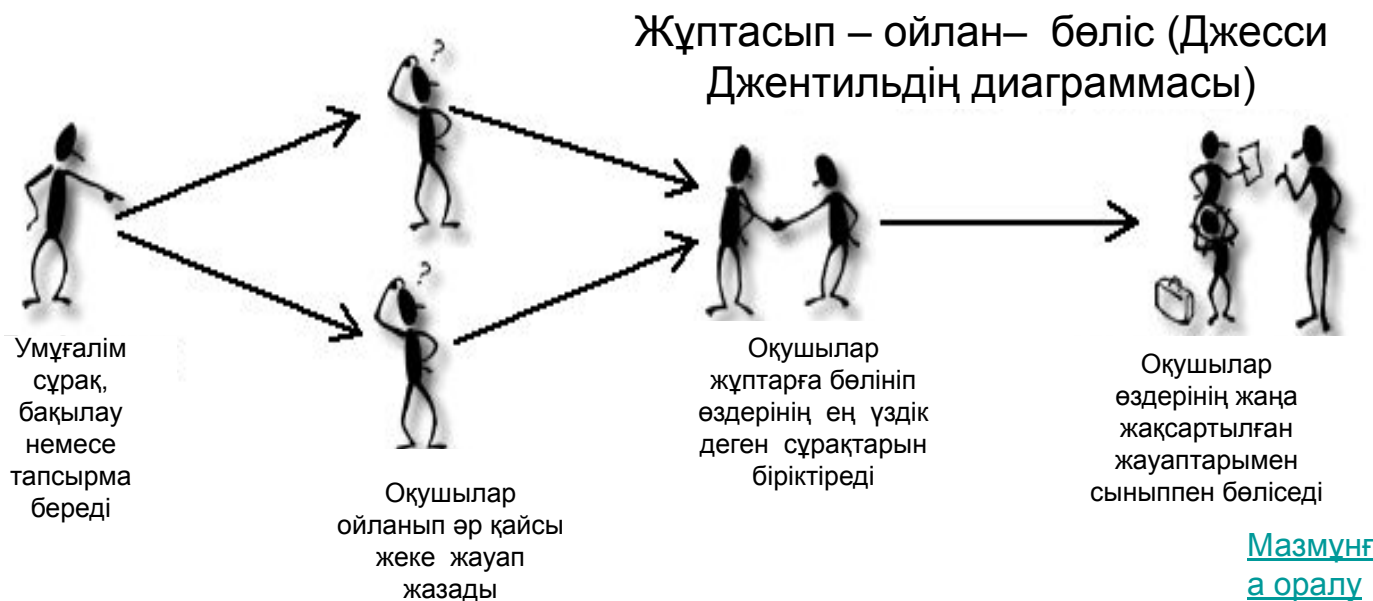 Жұптасып – ойлан– бөліс (Джесси
Джентильдің диаграммасы)
?
?
Умұғалім
сұрақ,
бақылау
немесе
тапсырма
береді
Оқушылар
ойланып әр қайсы
жеке жауап
жазады
Оқушылар
жұптарға бөлініп
өздерінің ең үздік
деген сұрақтарын
біріктіреді
Оқушылар
өздерінің жаңа
жақсартылған
жауаптарымен
сыныппен бөліседі
Мазмұнғ
а оралу